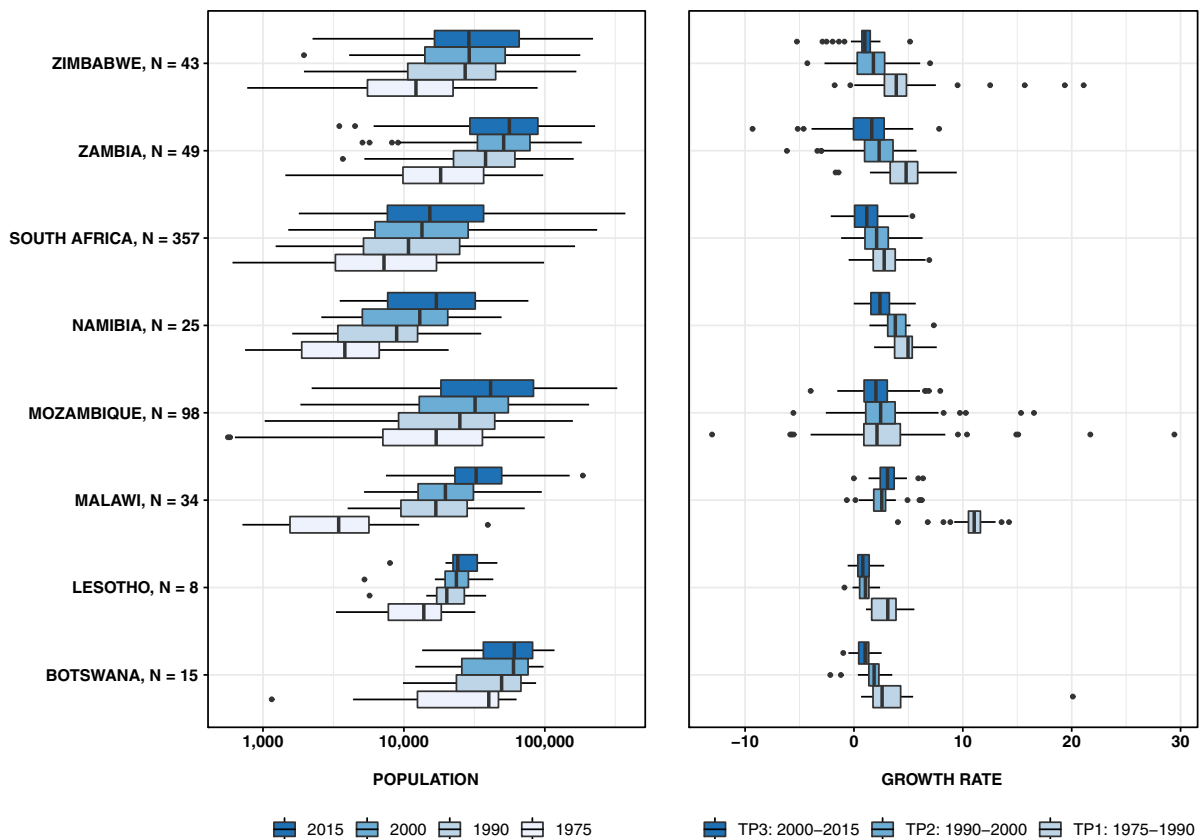 ZIMBABWE, N = 43
ZAMBIA, N = 49
SOUTH AFRICA, N = 357
NAMIBIA, N = 25
MOZAMBIQUE, N = 98
MALAWI, N = 34
LESOTHO, N = 8
BOTSWANA, N = 15
1,000 10,000 100,000
−10 0 10 20 30
POPULATION
GROWTH RATE
2015 2000 1990 1975
TP3: 2000−2015 TP2: 1990−2000 TP1: 1975−1990